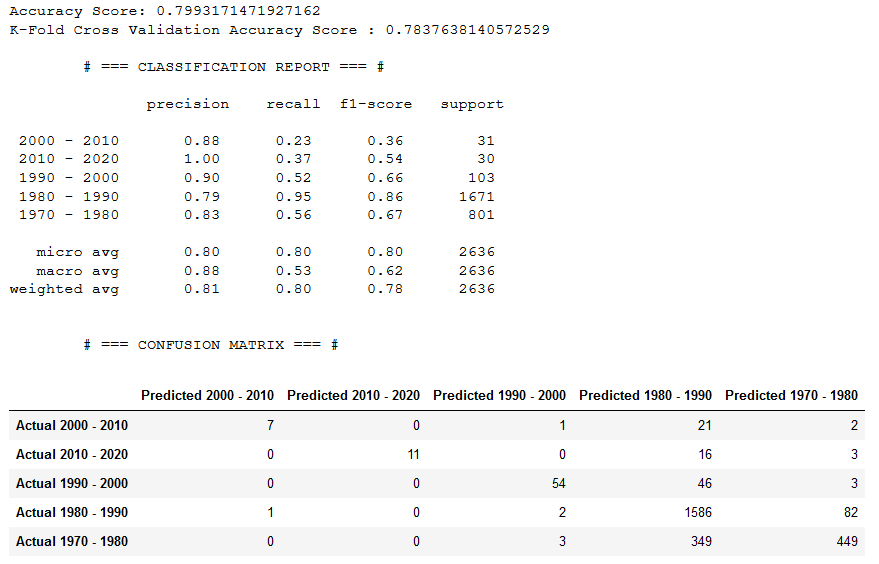 Accuracy Score: 0.7993171471927162
K-Fold Cross Validation Accuracy Score : 0.7837638140572529
# === CLASSIFICATION REPORT === #
precision recall f1-score support
2000 - 2010 0.88 0.23 0.36 31
2010 - 2020 1.00 0.37 0.54 30
1990 - 2000 0.90 0.52 0.66 103
1980 - 1990 0.79 0.95 0.86 1671
1970 - 1980 0.83 0.56 0.67 801
micro avg 0.80 0.80 0.80 2636
macro avg 0.88 0.53 0.62 2636
weighted avg 0.81 0.80 0.78 2636
# === CONFUSION MATRIX === #
Predicted 2000 - 2010 Predicted 2010 - 2020 Predicted 1990 - 2000 Predicted 1980 - 1990 Predicted 1970 - 1980
Actual 2000 - 2010 7 0 1 21 2
Actual 2010 - 2020 0 11 0 16 3
Actual 1990 - 2000 0 0 54 46 3
Actual 1980 - 1990 1 0 2 1586 82
Actual 1970 - 1980 0 0 3 349 449